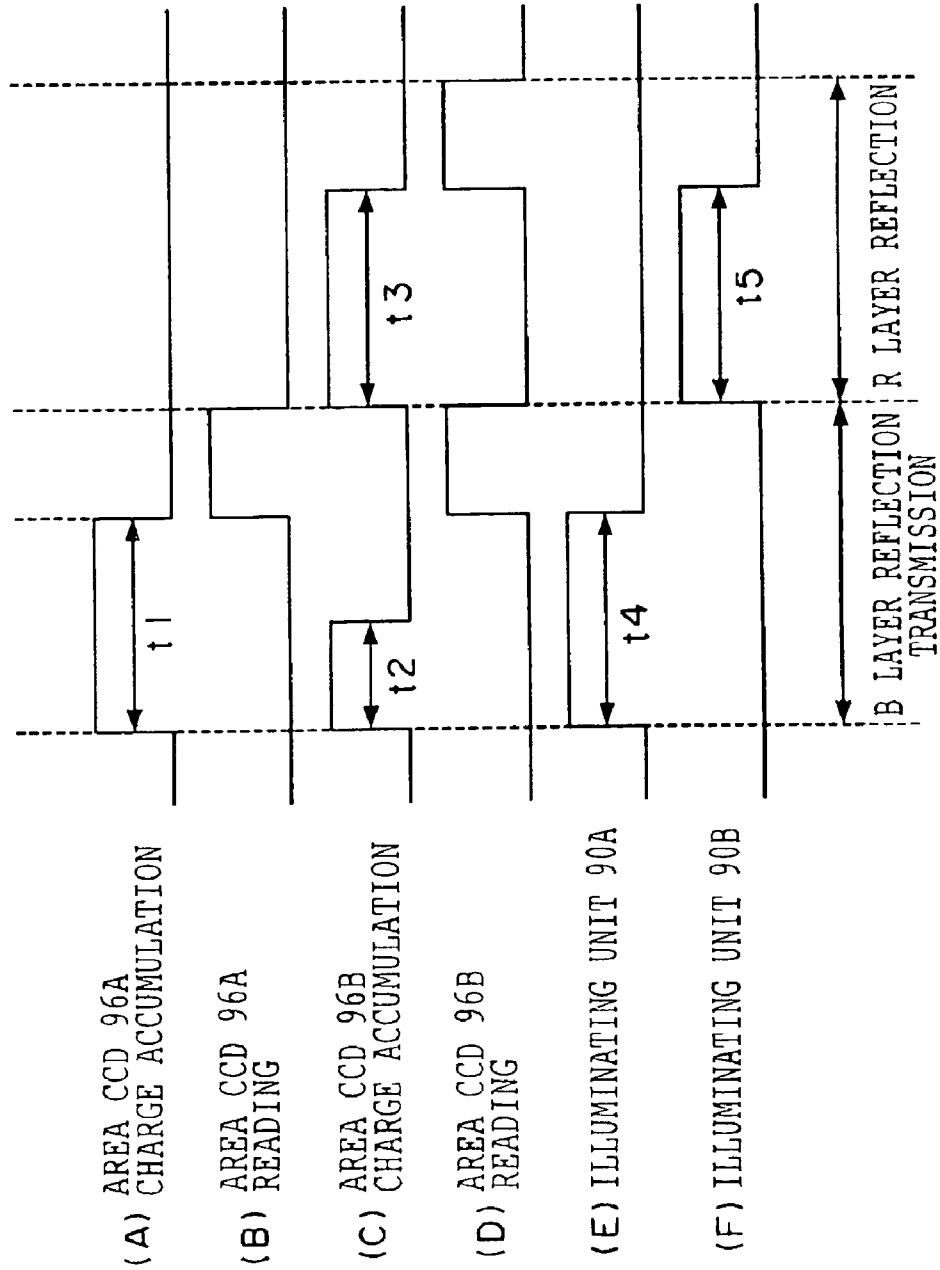 (A) AREA CCD 96A
CHARGE ACCUMULATION
t1
(B) AREA CCD 96A
READING
(C) AREA CCD 96B
CHARGE ACCUMULATION
t2
t3
(D) AREA CCD 96B
READING
(E) ILLUMINATING UNIT 90A
t4
(F) ILLUMINATING UNIT 90B
t5
B LAYER REFLECTION
TRANSMISSION
R LAYER REFLECTION